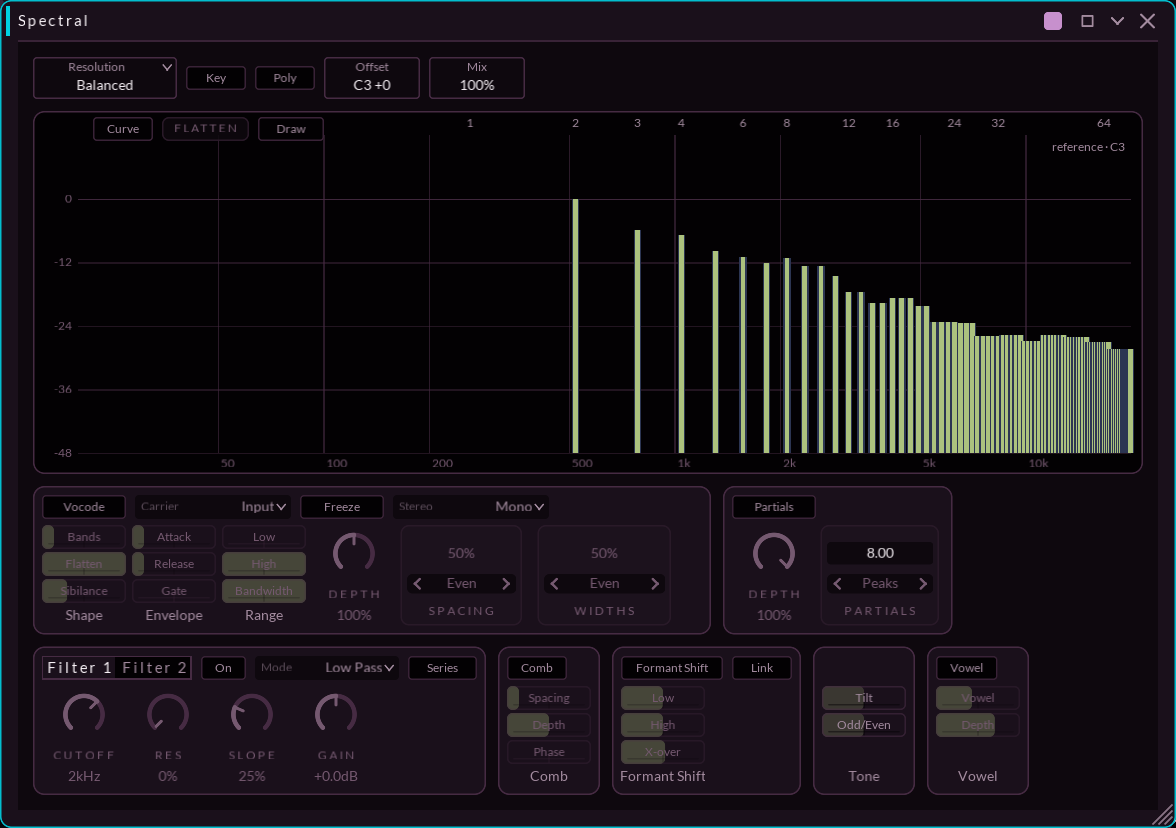 Spectral
Resolution
Balanced
Key
Poly
Offset
C3 +0
Mix
100%
Curve
FLATTEN
Draw
1 2 3 4 6 8 12 16 24 32 64
reference · C3
0
-12
-24
-36
-48
50 100 200 500 1k 2k 5k 10k
Vocode
Carrier Input
Freeze
Stereo Mono
Bands Attack Low
Flatten Release High
Sibilance Gate Bandwidth
Shape Envelope Range
DEPTH
100%
50%
Even
SPACING
50%
Even
WIDTHS
Partials
DEPTH
100%
8.00
Peaks
PARTIALS
Filter 1 Filter 2
On
Mode Low Pass
Series
CUTOFF RES SLOPE GAIN
2kHz 0% 25% +0.0dB
Comb
Spacing
Depth
Phase
Comb
Formant Shift
Link
Low
High
X-over
Formant Shift
Tilt
Odd/Even
Tone
Vowel
Vowel
Depth
Vowel